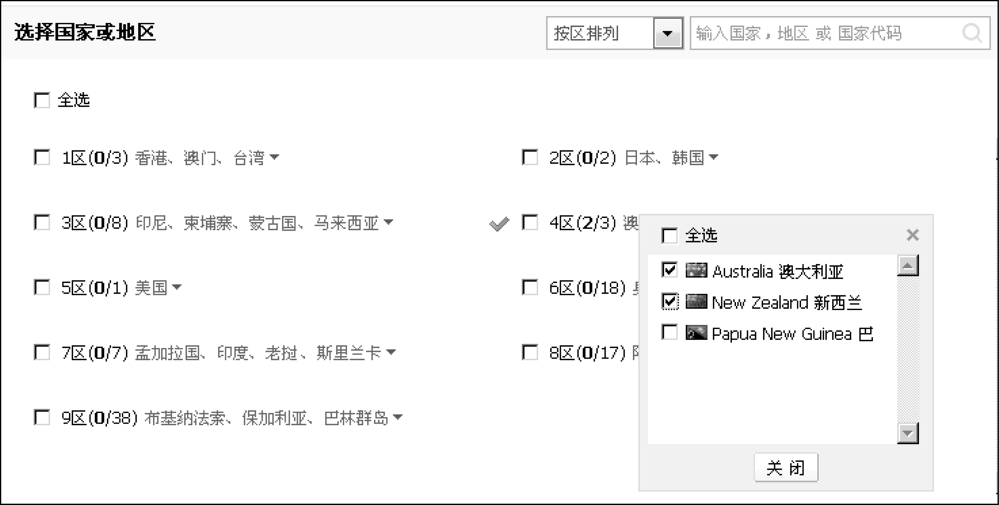 选择国家或地区 按区排列 输入国家，地区 或 国家代码
全选
1区(0/3) 香港、澳门、台湾 2区(0/2) 日本、韩国
3区(0/8) 印尼、柬埔寨、蒙古国、马来西亚 4区(2/3) 澳
5区(0/1) 美国 6区(0/18)
7区(0/7) 孟加拉国、印度、老挝、斯里兰卡 8区(0/17)
9区(0/38) 布基纳法索、保加利亚、巴林群岛
全选
Australia 澳大利亚
New Zealand 新西兰
Papua New Guinea 巴
关 闭